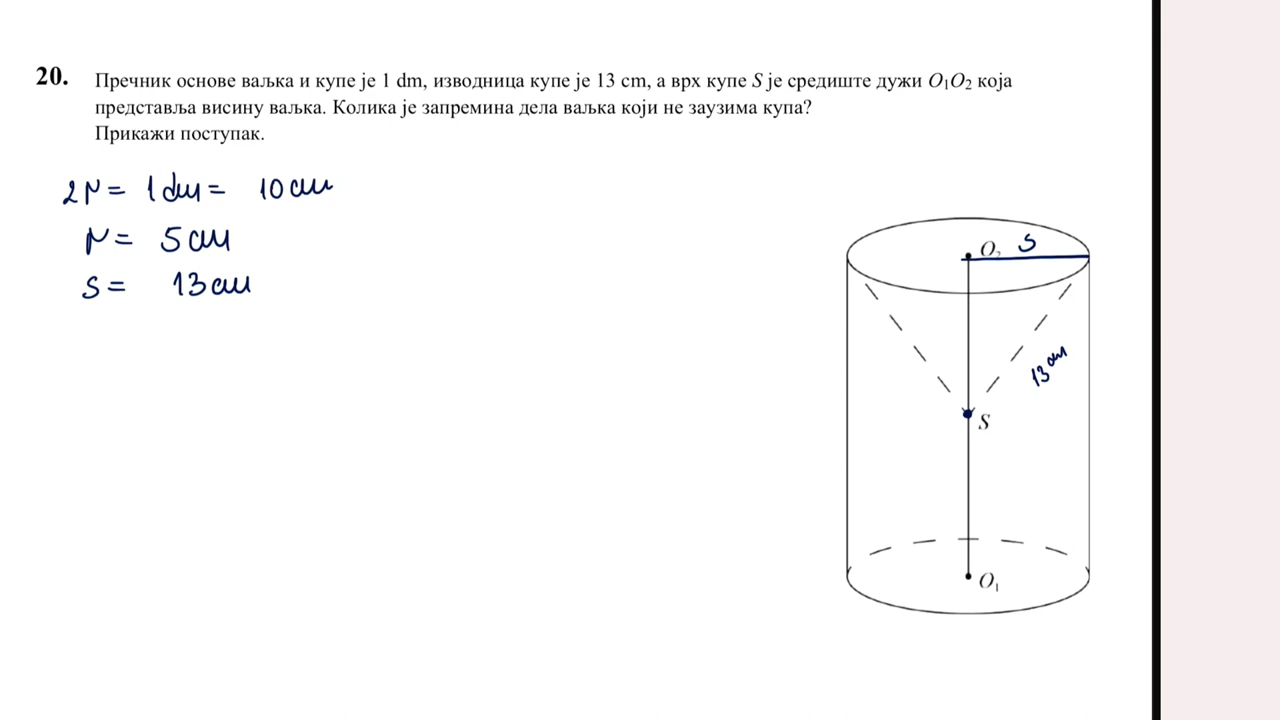 20. Пречник основе ваљка и купе је 1 dm, изводница купе је 13 cm, а врх купе S је средиште дужи O₁O₂ која
представља висину ваљка. Колика је запремина дела ваљка који не заузима купа?
Прикажи поступак.
2r = 1dm = 10cm
r = 5cm
s = 13cm
O₂ 5
13cm
S
O₁